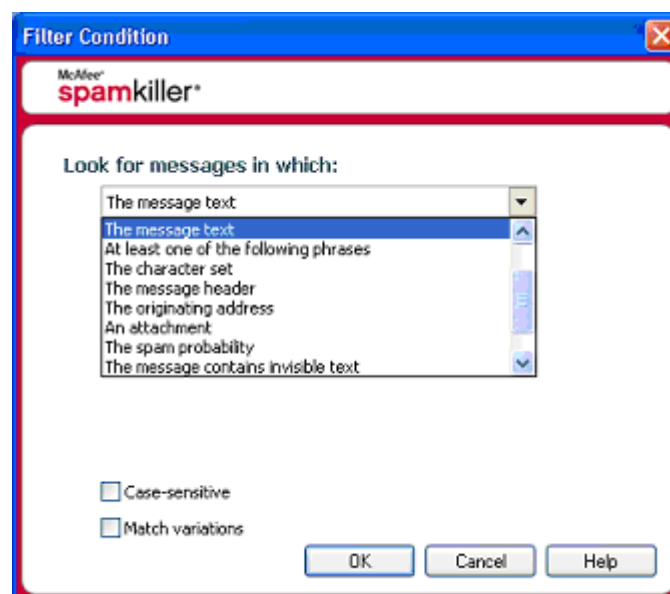 Filter Condition
McAfee®
spamkiller®
Look for messages in which:
The message text
The message text
At least one of the following phrases
The character set
The message header
The originating address
An attachment
The spam probability
The message contains invisible text
Case-sensitive
Match variations
OK Cancel Help